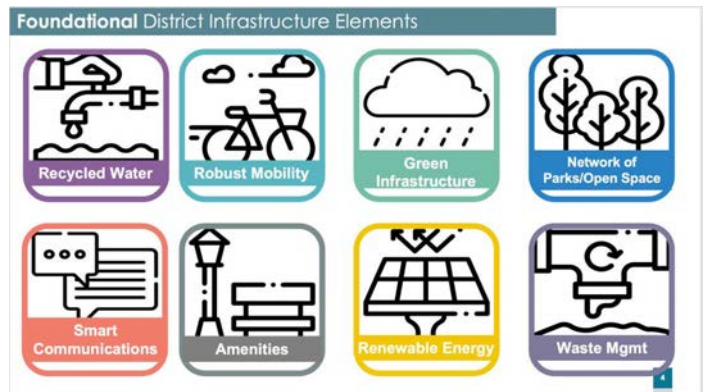 Foundational District Infrastructure Elements
Recycled Water
Robust Mobility
Green
Infrastructure
Network of
Parks/Open Space
Smart
Communications
Amenities
Renewable Energy
Waste Mgmt
4